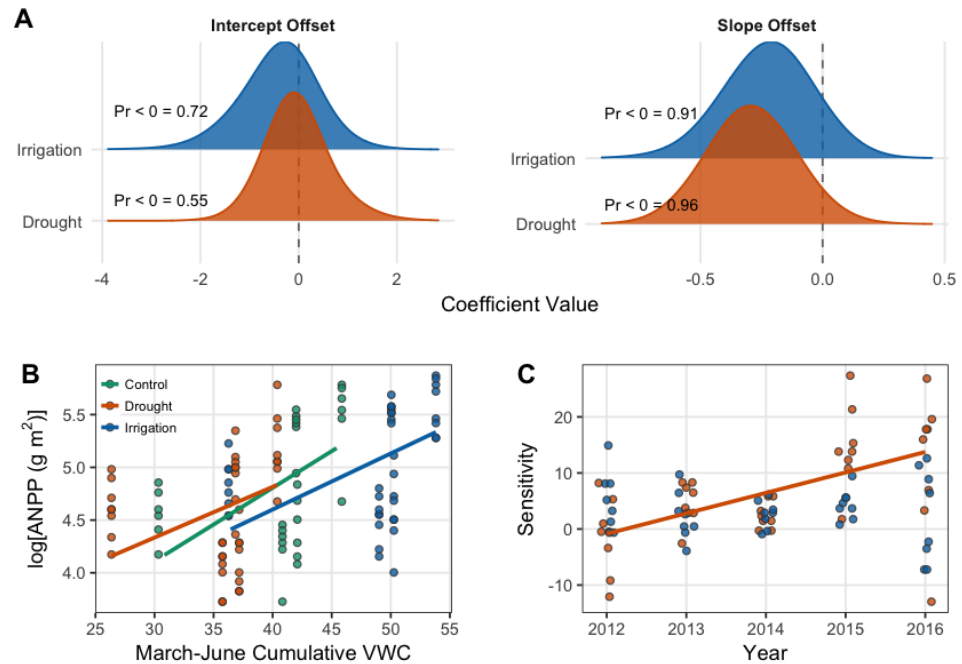 A
Intercept Offset
Slope Offset
Pr < 0 = 0.72
Pr < 0 = 0.91
Irrigation
Irrigation
Pr < 0 = 0.55
Pr < 0 = 0.96
Drought
Drought
-4 -2 0 2
-0.5 0.0 0.5
Coefficient Value
B
Control
Drought
Irrigation
log[ANPP (g m²)]
5.5
5.0
4.5
4.0
25 30 35 40 45 50 55
March-June Cumulative VWC
C
Sensitivity
20
10
0
-10
2012 2013 2014 2015 2016
Year